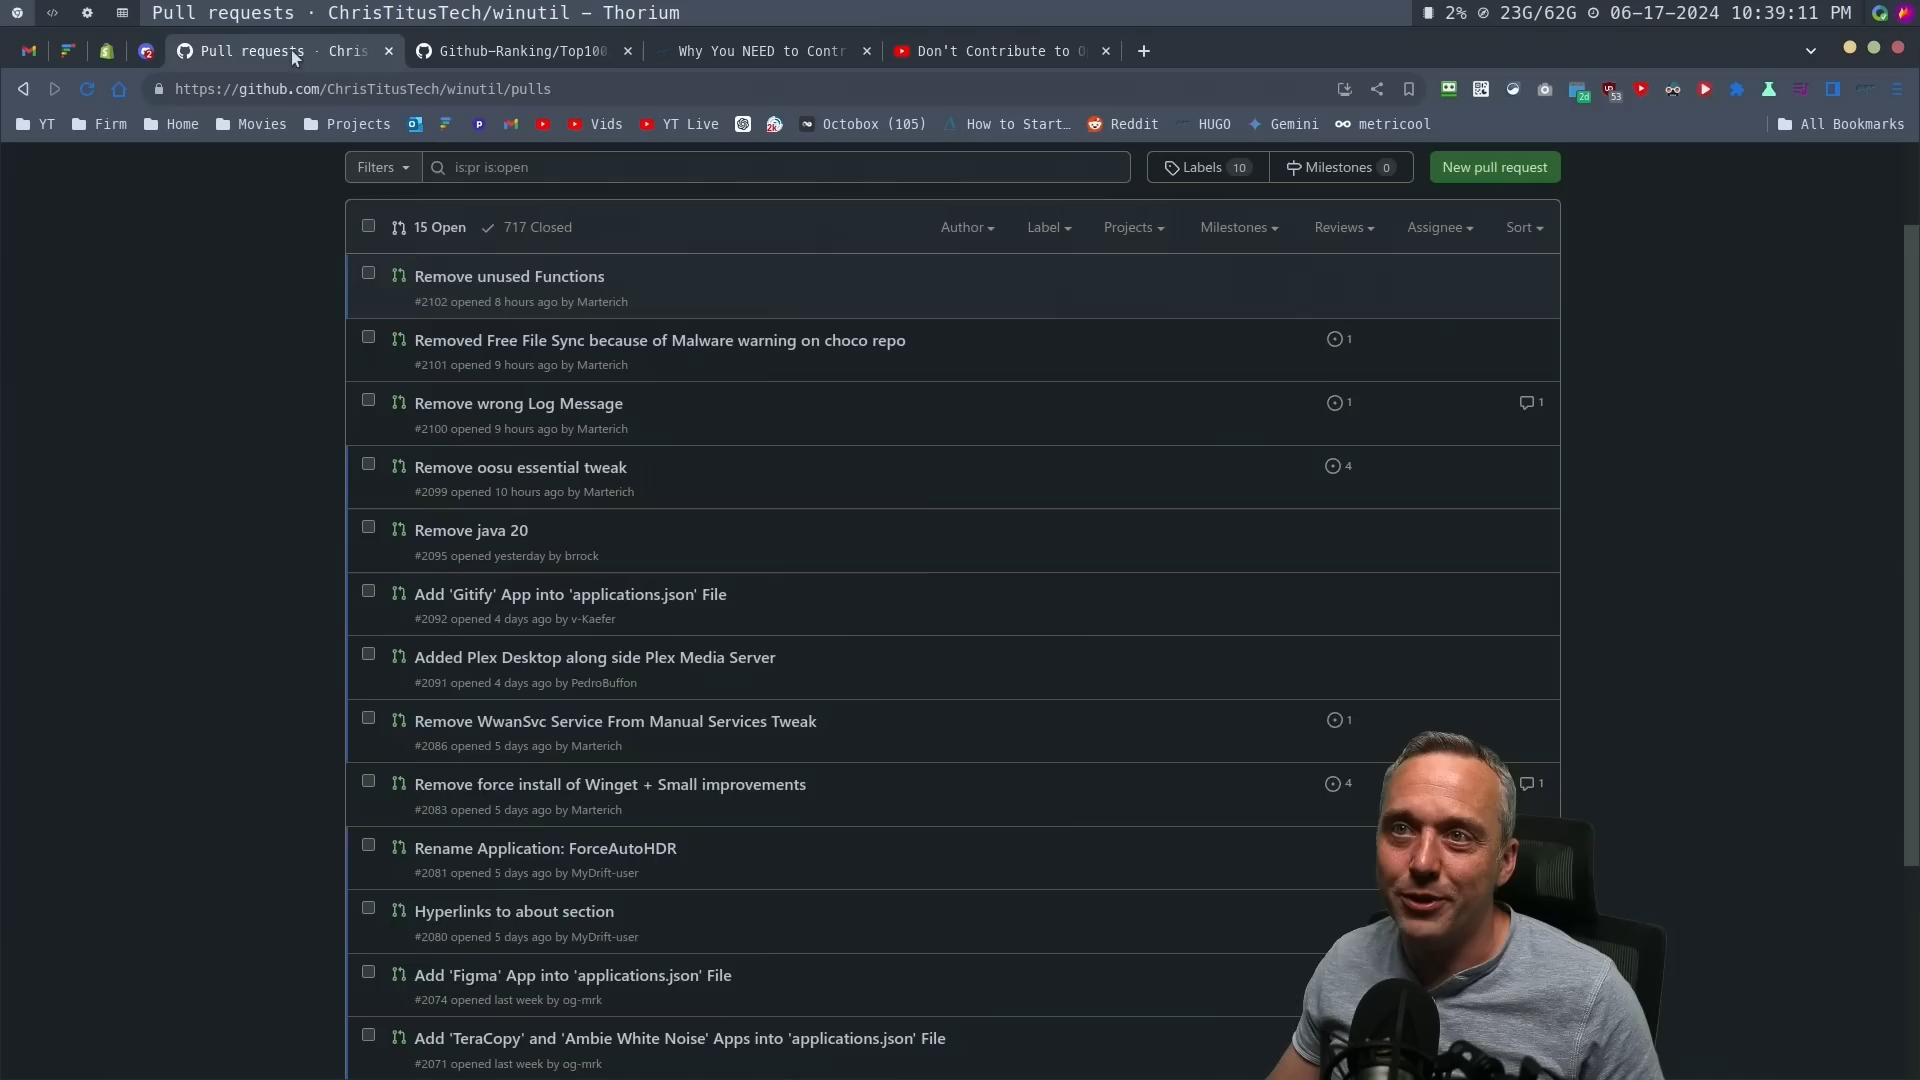 Pull requests · ChrisTitusTech/winutil – Thorium
2% 23G/62G 06-17-2024 10:39:11 PM
Pull requests · Chris
Github-Ranking/Top100
Why You NEED to Contr
Don't Contribute to O
https://github.com/ChrisTitusTech/winutil/pulls
2d
53
YT
Firm
Home
Movies
Projects
Vids
YT Live
Octobox (105)
How to Start…
Reddit
HUGO
Gemini
metricool
All Bookmarks
Filters
is:pr is:open
Labels 10
Milestones 0
New pull request
15 Open
717 Closed
Author
Label
Projects
Milestones
Reviews
Assignee
Sort
Remove unused Functions
#2102 opened 8 hours ago by Marterich
Removed Free File Sync because of Malware warning on choco repo
1
#2101 opened 9 hours ago by Marterich
Remove wrong Log Message
1
1
#2100 opened 9 hours ago by Marterich
Remove oosu essential tweak
4
#2099 opened 10 hours ago by Marterich
Remove java 20
#2095 opened yesterday by brrock
Add 'Gitify' App into 'applications.json' File
#2092 opened 4 days ago by v-Kaefer
Added Plex Desktop along side Plex Media Server
#2091 opened 4 days ago by PedroBuffon
Remove WwanSvc Service From Manual Services Tweak
1
#2086 opened 5 days ago by Marterich
Remove force install of Winget + Small improvements
4
1
#2083 opened 5 days ago by Marterich
Rename Application: ForceAutoHDR
#2081 opened 5 days ago by MyDrift-user
Hyperlinks to about section
#2080 opened 5 days ago by MyDrift-user
Add 'Figma' App into 'applications.json' File
#2074 opened last week by og-mrk
Add 'TeraCopy' and 'Ambie White Noise' Apps into 'applications.json' File
#2071 opened last week by og-mrk